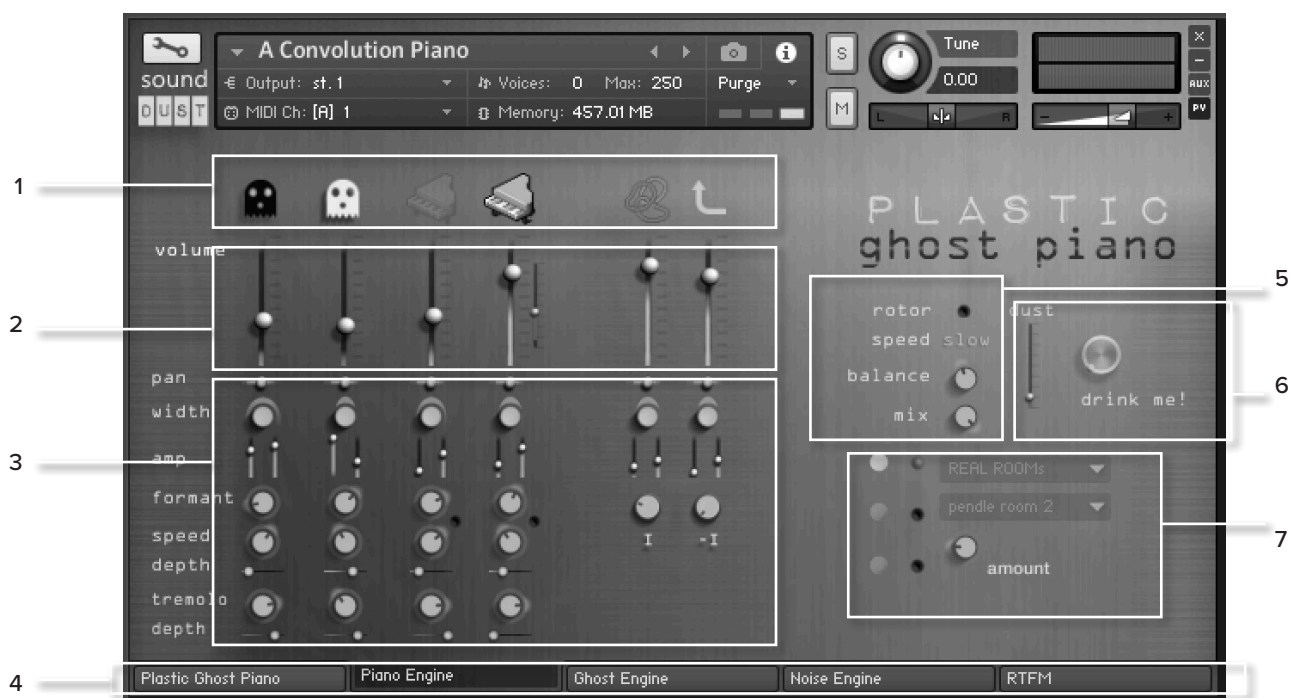 A Convolution Piano
sound
DUST
Output: st. 1
Voices: 0 Max: 250
Purge
MIDI Ch: [A] 1
Memory: 457.01 MB
S
M
Tune
0.00
L R
- +
×
-
AUX
PV
1
2
3
4
volume
pan
width
amp
formant
speed
depth
tremolo
depth
I
-I
PLASTIC
ghost piano
rotor
speed slow
balance
mix
dust
drink me!
REAL ROOMs
pendle room 2
amount
5
6
7
Plastic Ghost Piano
Piano Engine
Ghost Engine
Noise Engine
RTFM